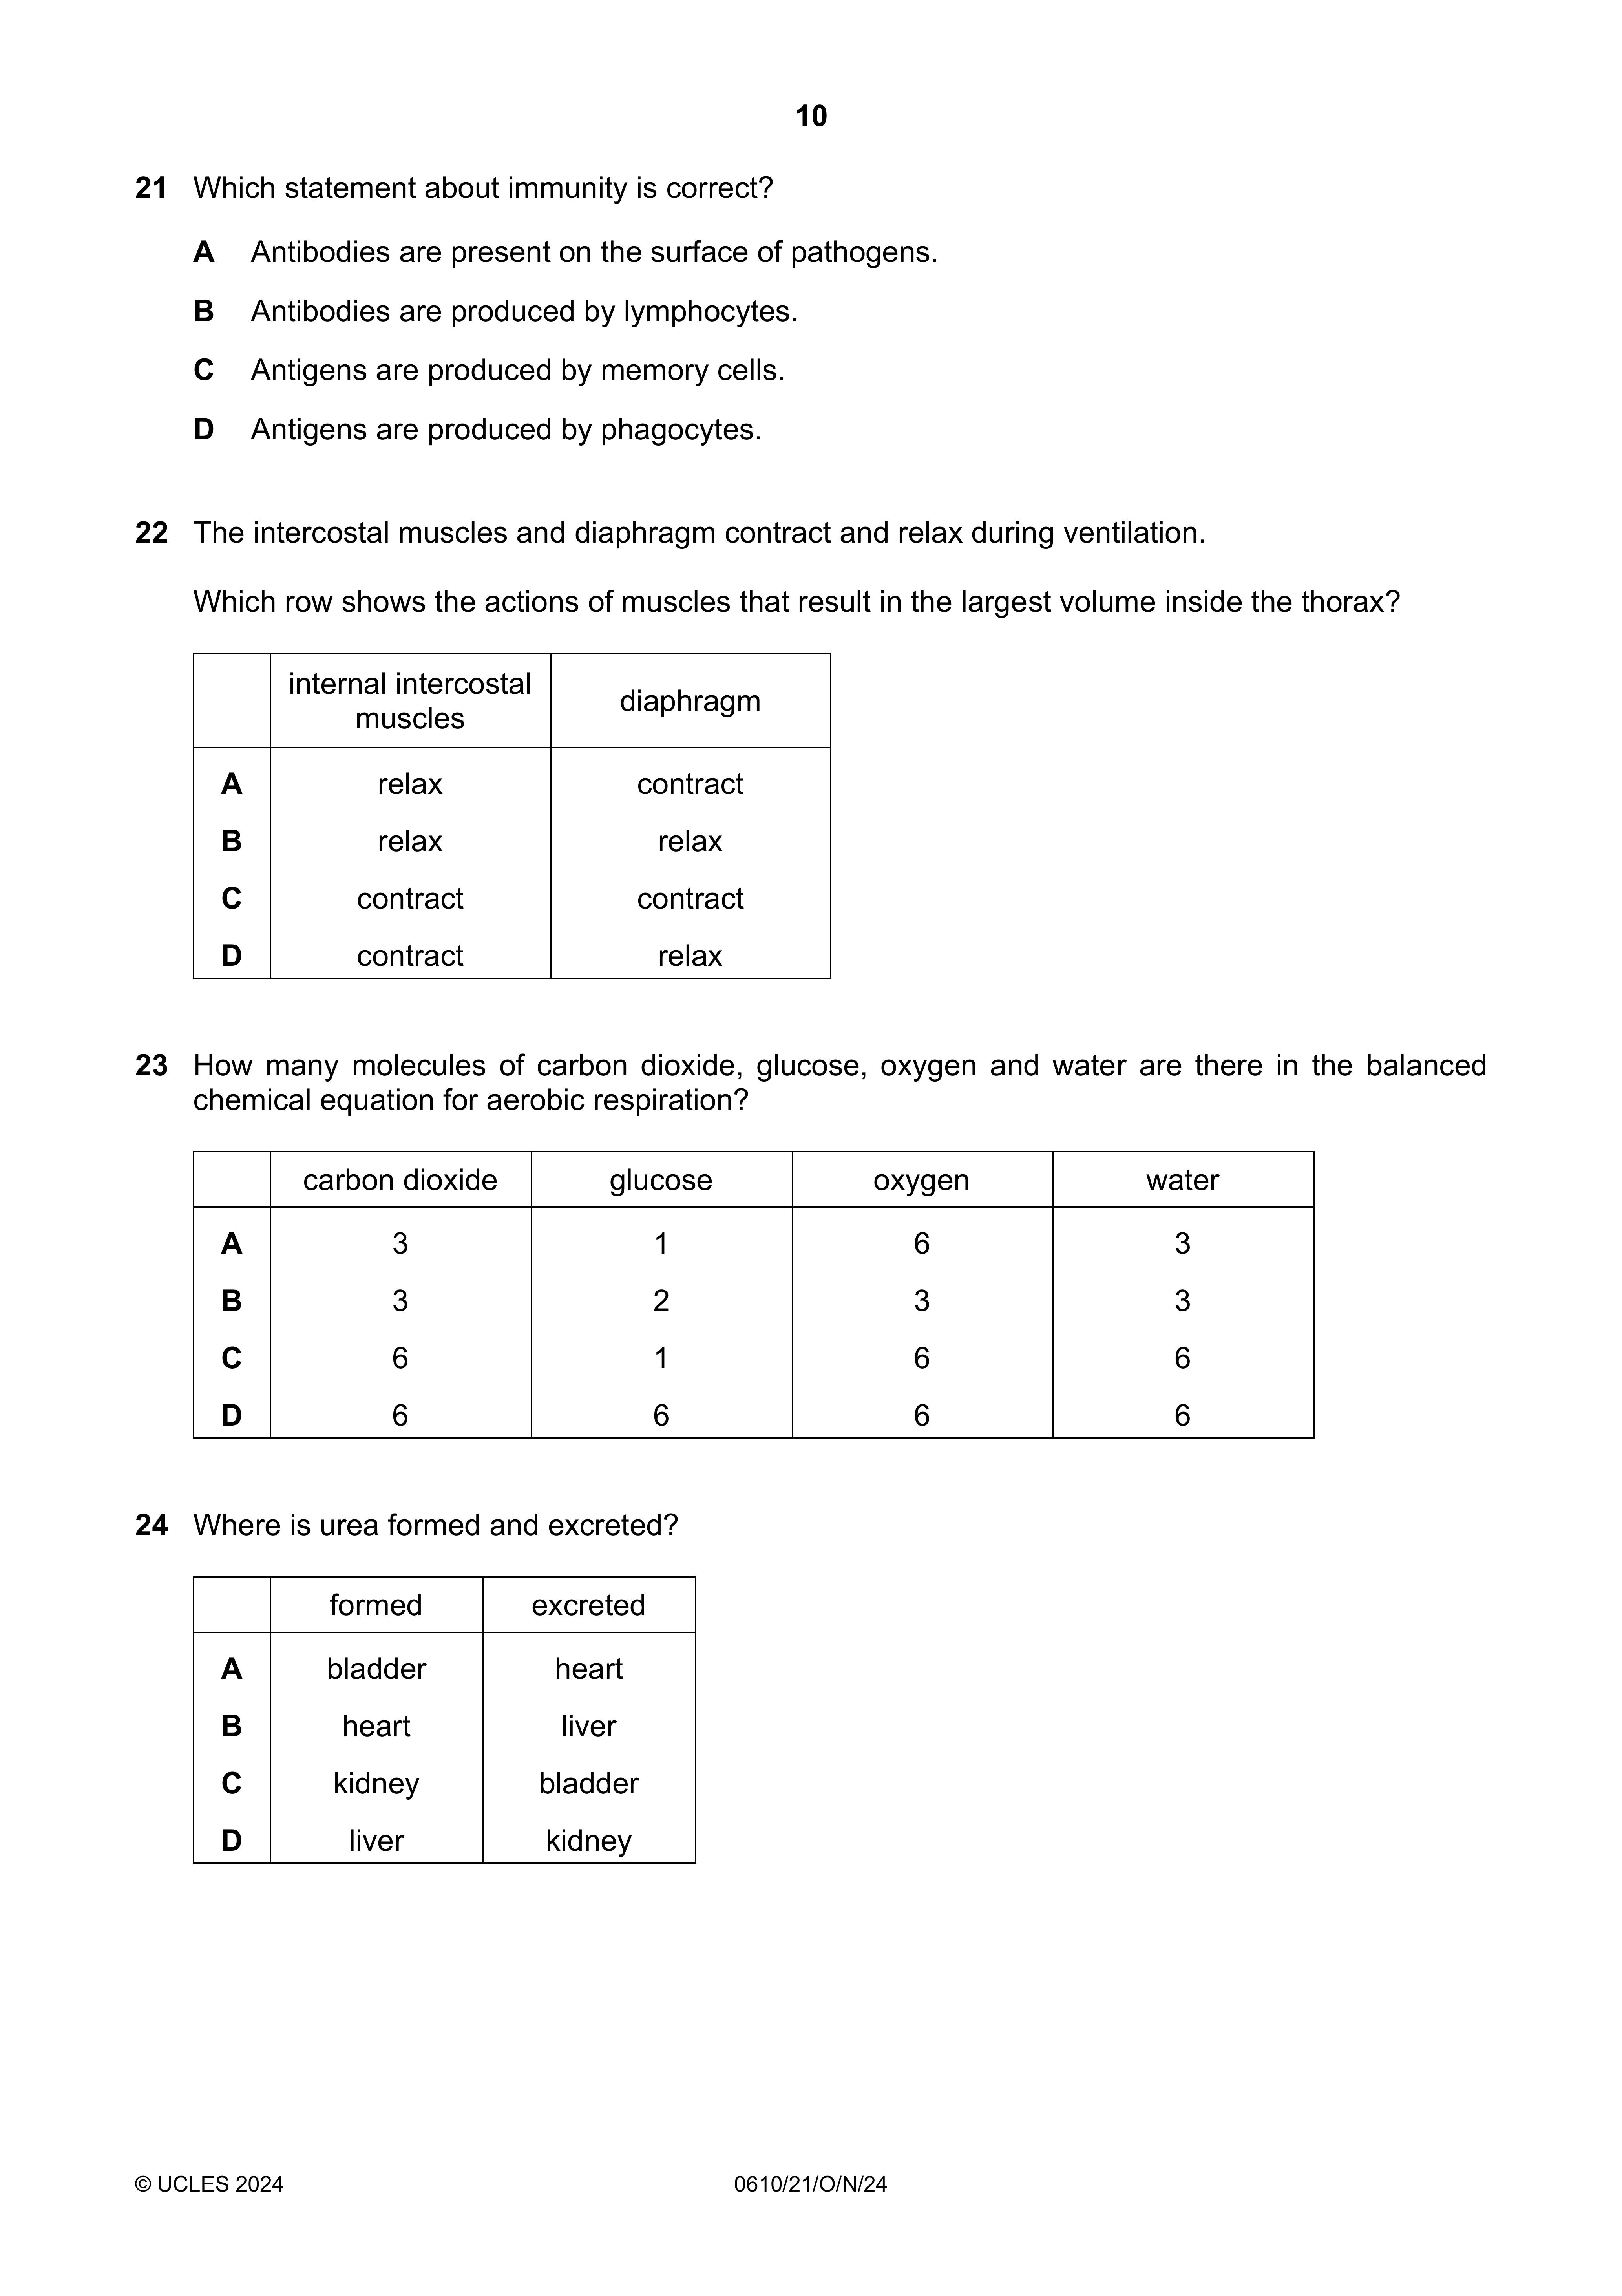 10
21 Which statement about immunity is correct?
A Antibodies are present on the surface of pathogens.
B Antibodies are produced by lymphocytes.
C Antigens are produced by memory cells.
D Antigens are produced by phagocytes.
22 The intercostal muscles and diaphragm contract and relax during ventilation.
Which row shows the actions of muscles that result in the largest volume inside the thorax?
internal intercostal
muscles
diaphragm
A relax contract
B relax relax
C contract contract
D contract relax
23 How many molecules of carbon dioxide, glucose, oxygen and water are there in the balanced
chemical equation for aerobic respiration?
carbon dioxide glucose oxygen water
A 3 1 6 3
B 3 2 3 3
C 6 1 6 6
D 6 6 6 6
24 Where is urea formed and excreted?
formed excreted
A bladder heart
B heart liver
C kidney bladder
D liver kidney
© UCLES 2024 0610/21/O/N/24